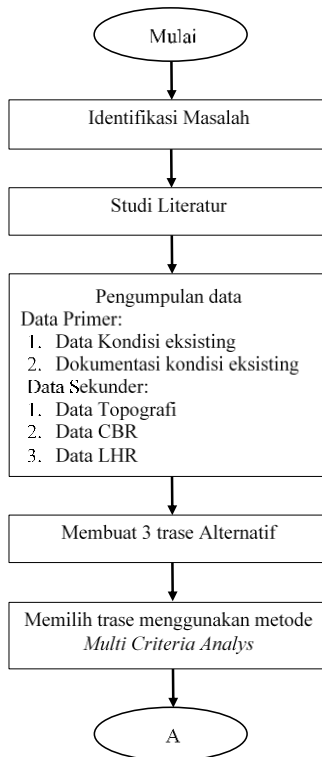 Mulai
Identifikasi Masalah
Studi Literatur
Pengumpulan data
Data Primer:
1. Data Kondisi eksisting
2. Dokumentasi kondisi eksisting
Data Sekunder:
1. Data Topografi
2. Data CBR
3. Data LHR
Membuat 3 trase Alternatif
Memilih trase menggunakan metode
Multi Criteria Analys
A